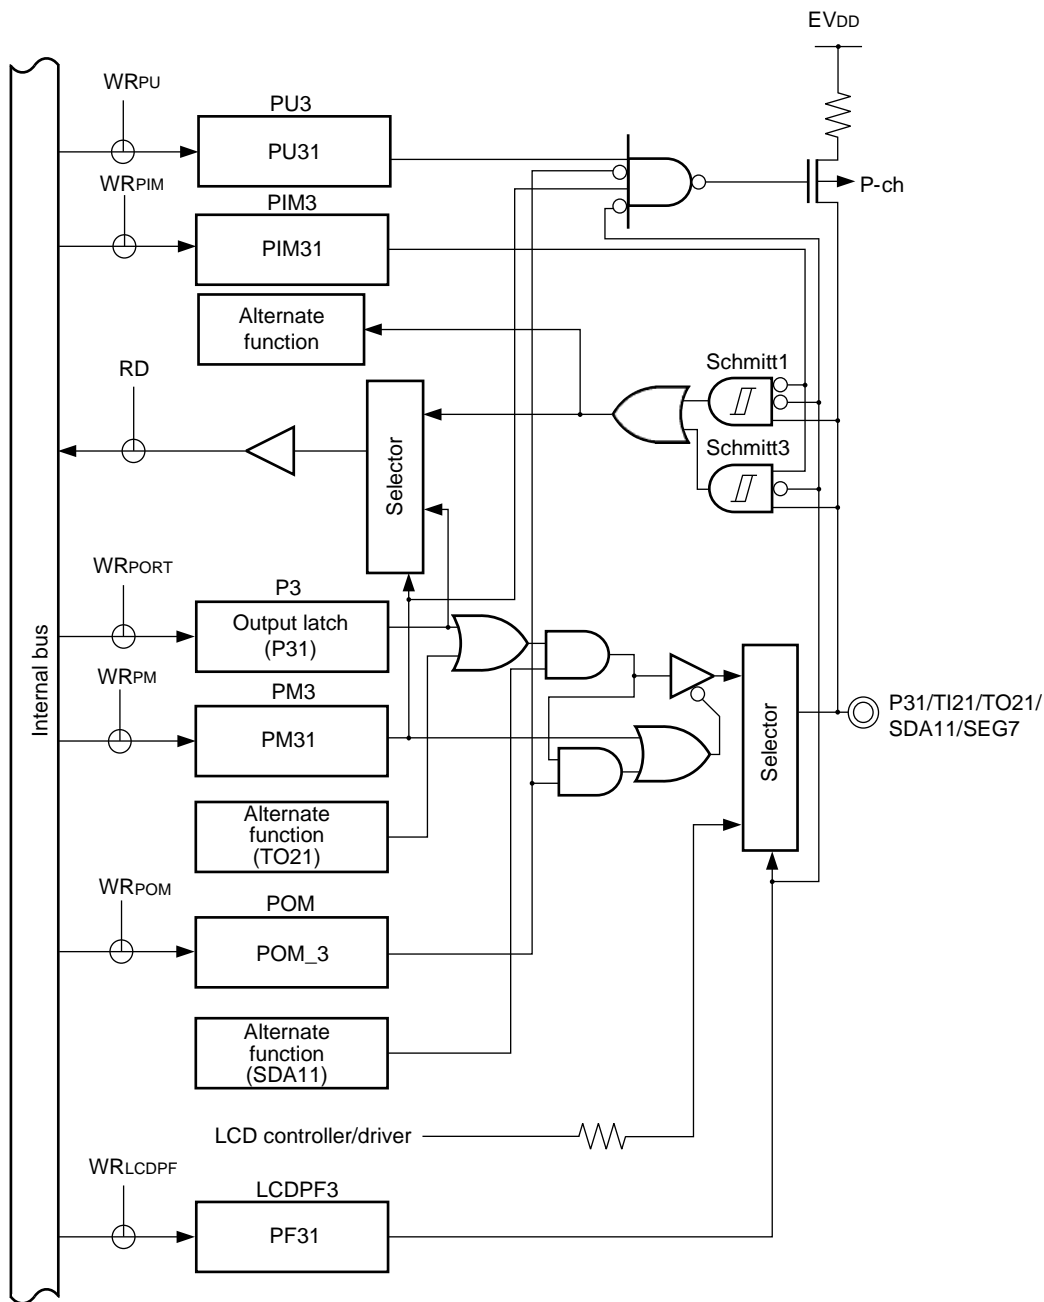 EVDD
WRPU
PU3
PU31
P-ch
WRPIM
PIM3
PIM31
Alternate
function
Schmitt1
RD
Selector
Schmitt3
WRPORT
P3
Output latch
(P31)
Internal bus
WRPM
PM3
PM31
Selector
P31/TI21/TO21/
SDA11/SEG7
Alternate
function
(TO21)
WRPOM
POM
POM_3
Alternate
function
(SDA11)
LCD controller/driver
WRLCDPF
LCDPF3
PF31